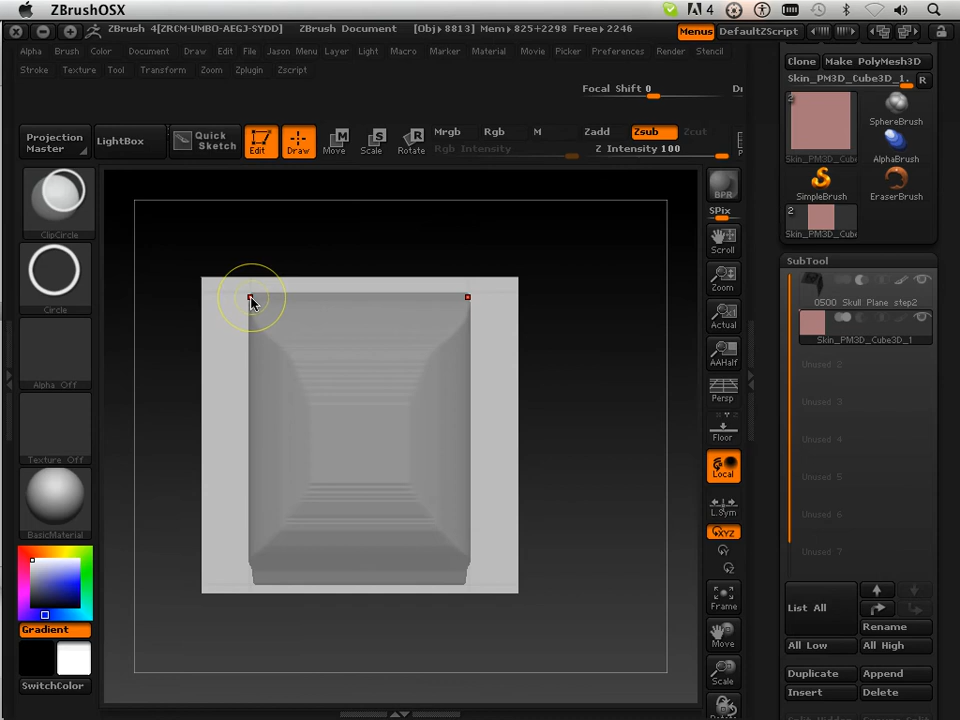 ZBrushOSX
4
ZBrush 4[ZRCM-UMBO-AEGJ-SYDD] ZBrush Document [Obj+8813] Mem+825+2298 Free+2246 Menus DefaultZScript
Alpha Brush Color Document Draw Edit File Jason Menu Layer Light Macro Marker Material Movie Picker Preferences Render Stencil
Stroke Texture Tool Transform Zoom Zplugin Zscript
Focal Shift 0 Dr
Projection Master
LightBox
Quick Sketch
Edit Draw Move Scale Rotate
Mrgb Rgb M Zadd Zsub Zcut
Rgb Intensity Z Intensity 100
ClipCircle
Circle
Alpha Off
Texture Off
BasicMaterial
Gradient
SwitchColor
BPR
SPix
Scroll
Zoom
Actual
AAHalf
Persp
Floor
Local
L.Sym
XYZ
Frame
Move
Scale
Clone Make PolyMesh3D
Skin_PM3D_Cube3D_1. R
2
SphereBrush
Skin_PM3D_Cube AlphaBrush
SimpleBrush EraserBrush
2
Skin_PM3D_Cube
SubTool
0500_Skull_Plane_step2
Skin_PM3D_Cube3D_1
Unused 2
Unused 3
Unused 4
Unused 5
Unused 6
Unused 7
List All
Rename
All Low All High
Duplicate Append
Insert Delete